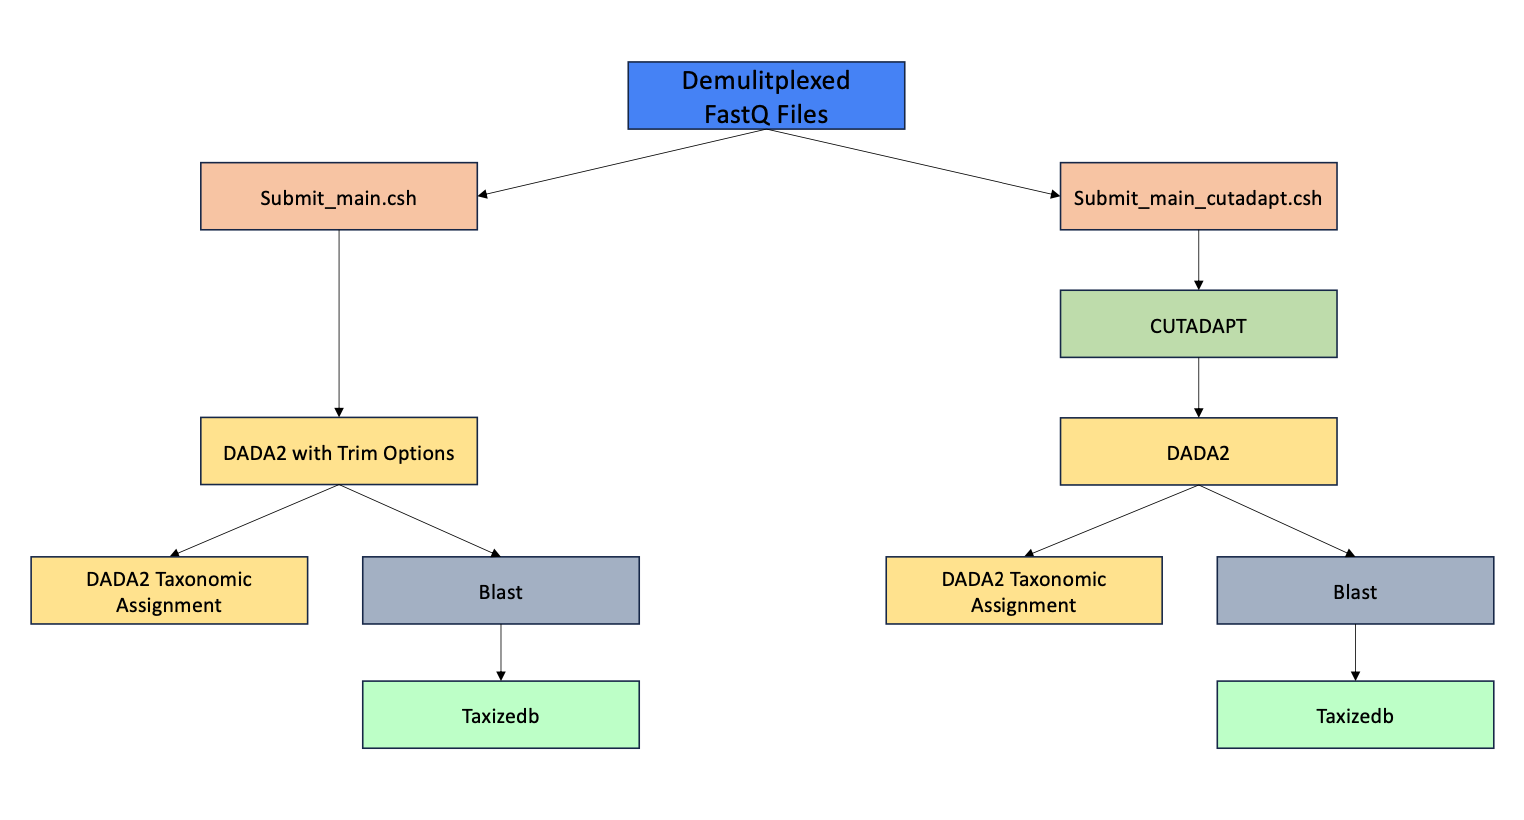 Demulitplexed
FastQ Files
Submit_main.csh
Submit_main_cutadapt.csh
CUTADAPT
DADA2 with Trim Options
DADA2
DADA2 Taxonomic
Assignment
Blast
DADA2 Taxonomic
Assignment
Blast
Taxizedb
Taxizedb